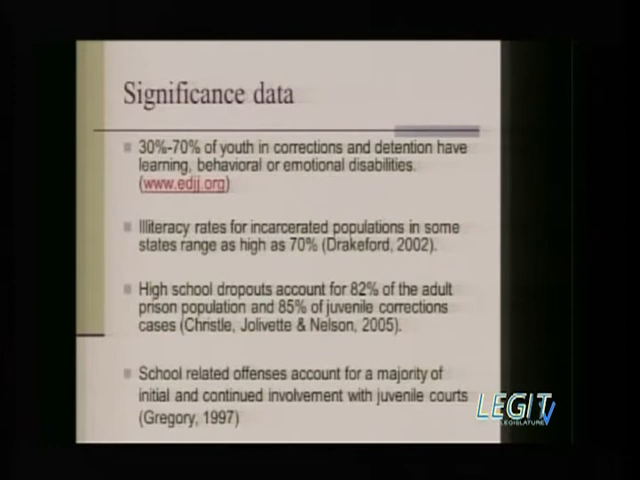 Significance data
30%-70% of youth in corrections and detention have
learning, behavioral or emotional disabilities.
(www.edjj.org)
Illiteracy rates for incarcerated populations in some
states range as high as 70% (Drakeford, 2002).
High school dropouts account for 82% of the adult
prison population and 85% of juvenile corrections
cases (Christle, Jolivette & Nelson, 2005).
School related offenses account for a majority of
initial and continued involvement with juvenile courts
(Gregory, 1997)
LEGIT
LEGISLATURE TV